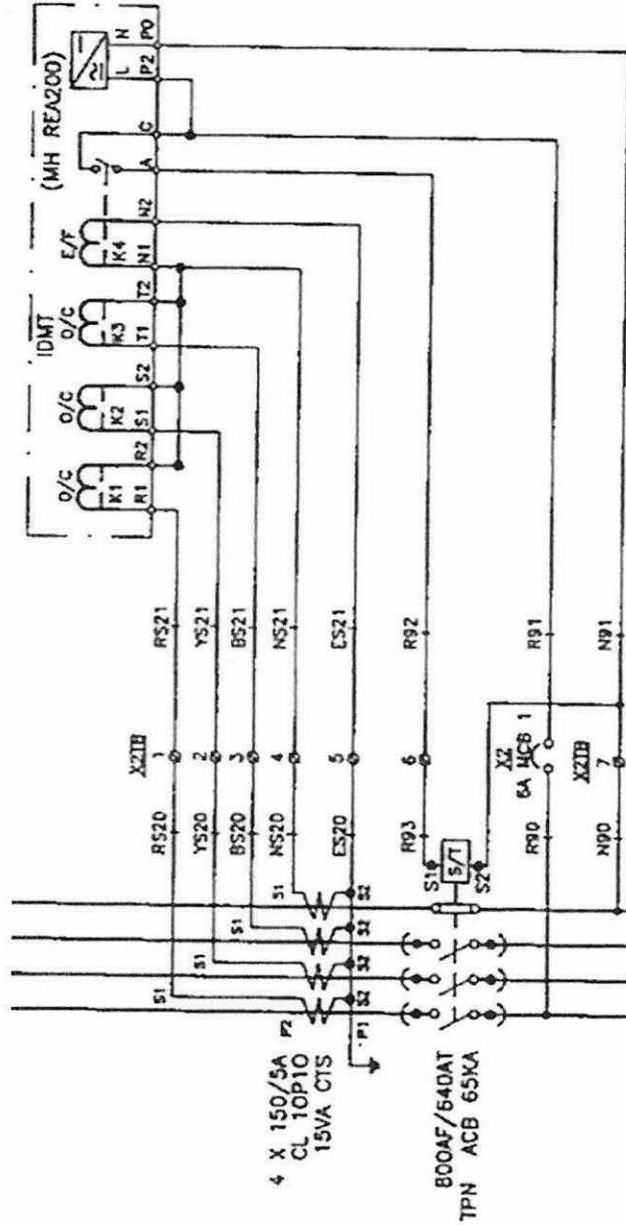 (MH REA200)
IDMT
O/C
O/C
O/C
E/F
K1
K2
K3
K4
L
N
R1
R2
S1
S2
T1
T2
N1
N2
A
C
P2
P0
RS21
YS21
BS21
NS21
ES21
R92
R91
N91
X2TB
1
2
3
4
5
6
X2
6A MCB 1
X2TB
7
RS20
YS20
BS20
NS20
ES20
R93
R90
N90
S1
S/T
S2
S1
S1
S1
S1
S2
S2
S2
S2
P2
P1
4 X 150/5A
CL 10P10
15VA CTS
800AF/640AT
TPN ACB 65KA